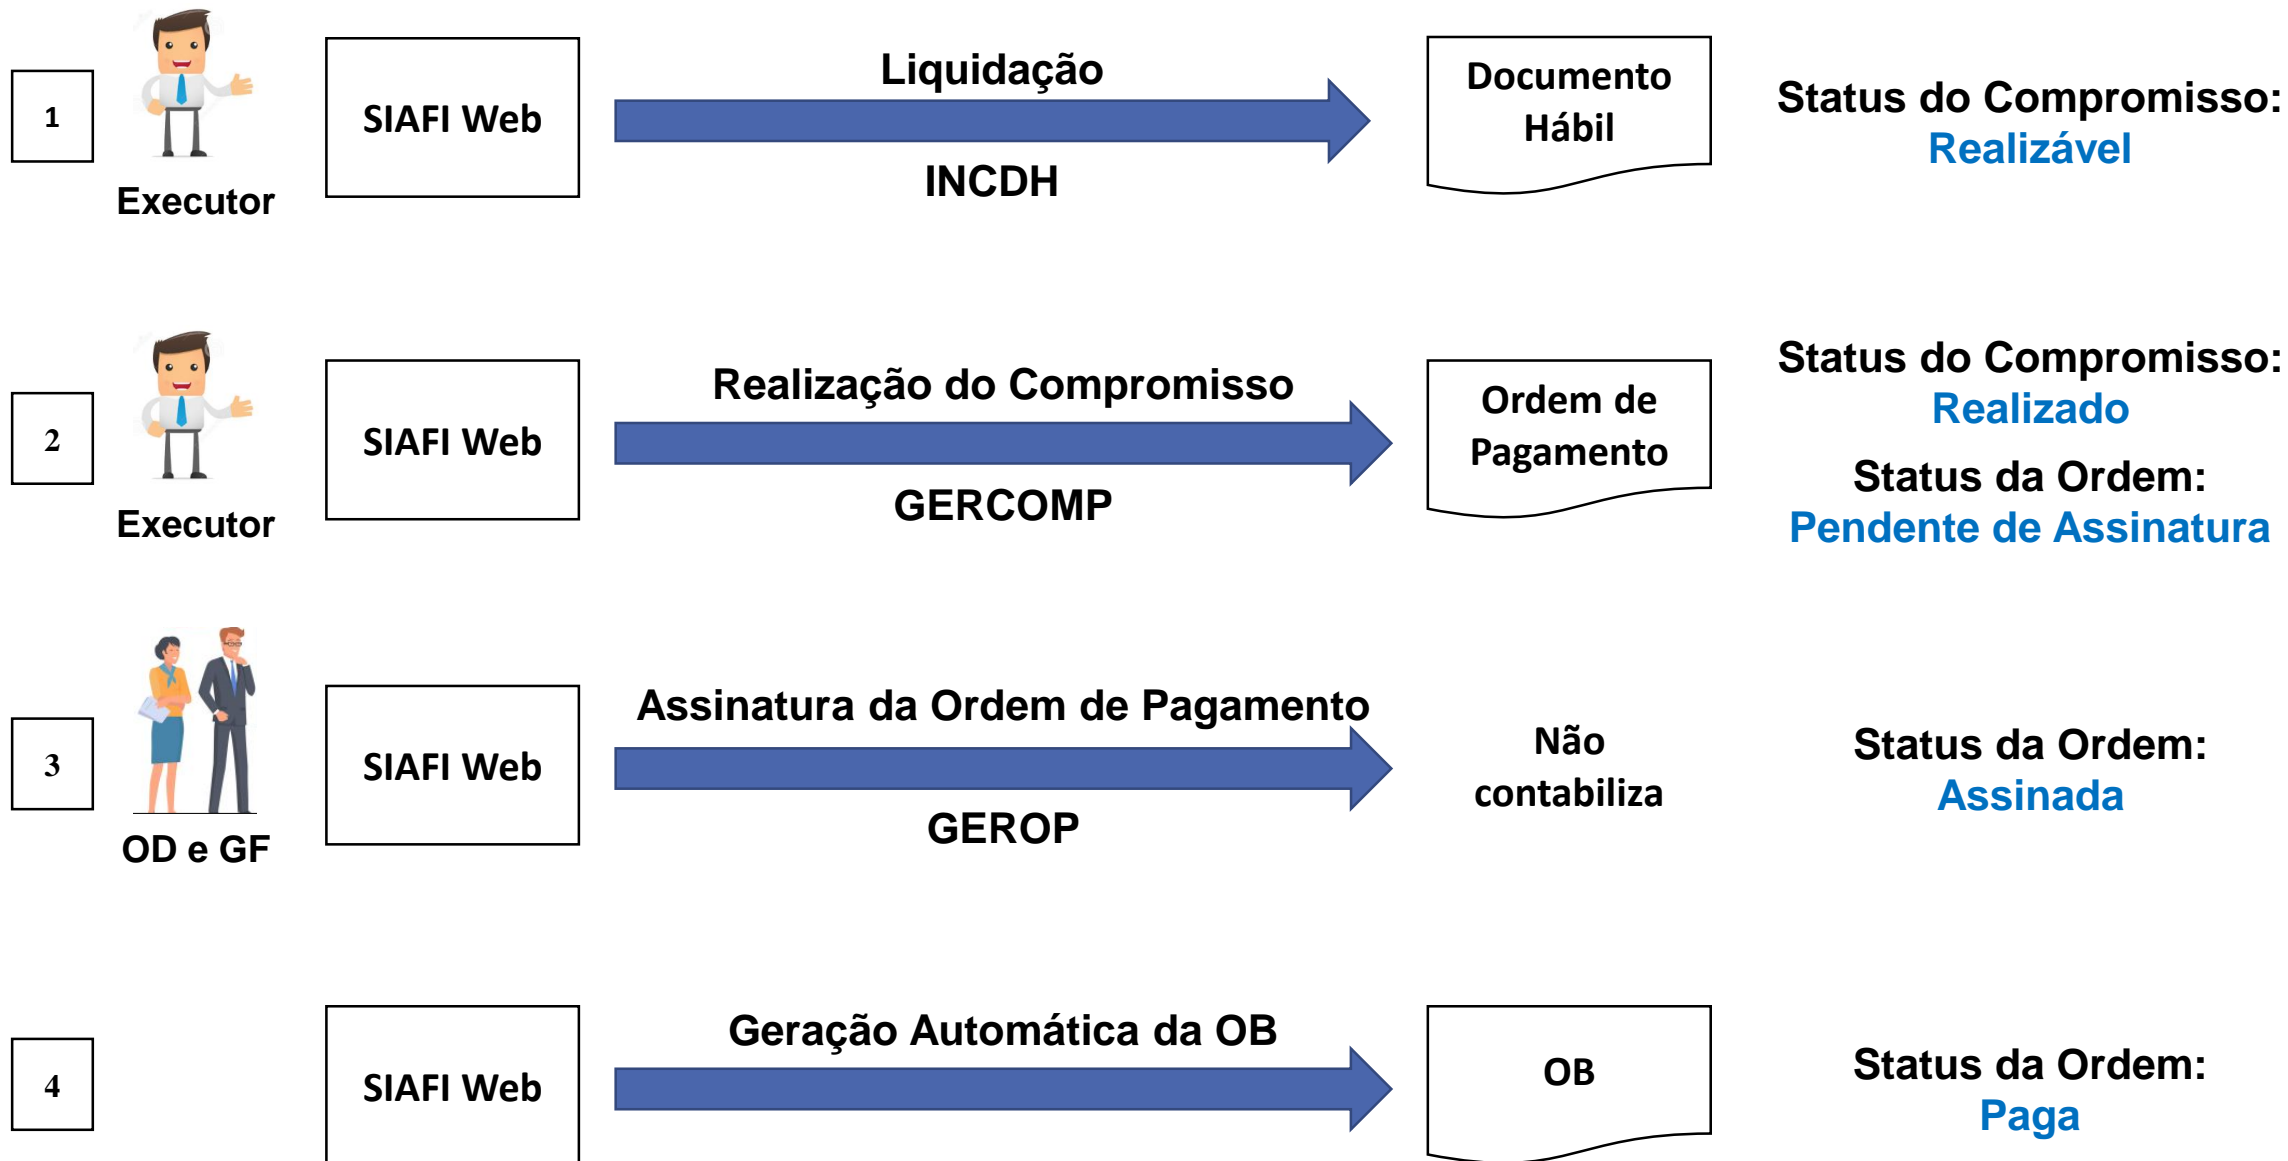 1
Executor
SIAFI Web
Liquidação
INCDH
Documento
Hábil
Status do Compromisso:
Realizável
2
Executor
SIAFI Web
Realização do Compromisso
GERCOMP
Ordem de
Pagamento
Status do Compromisso:
Realizado
Status da Ordem:
Pendente de Assinatura
3
OD e GF
SIAFI Web
Assinatura da Ordem de Pagamento
GEROP
Não
contabiliza
Status da Ordem:
Assinada
4
SIAFI Web
Geração Automática da OB
OB
Status da Ordem:
Paga